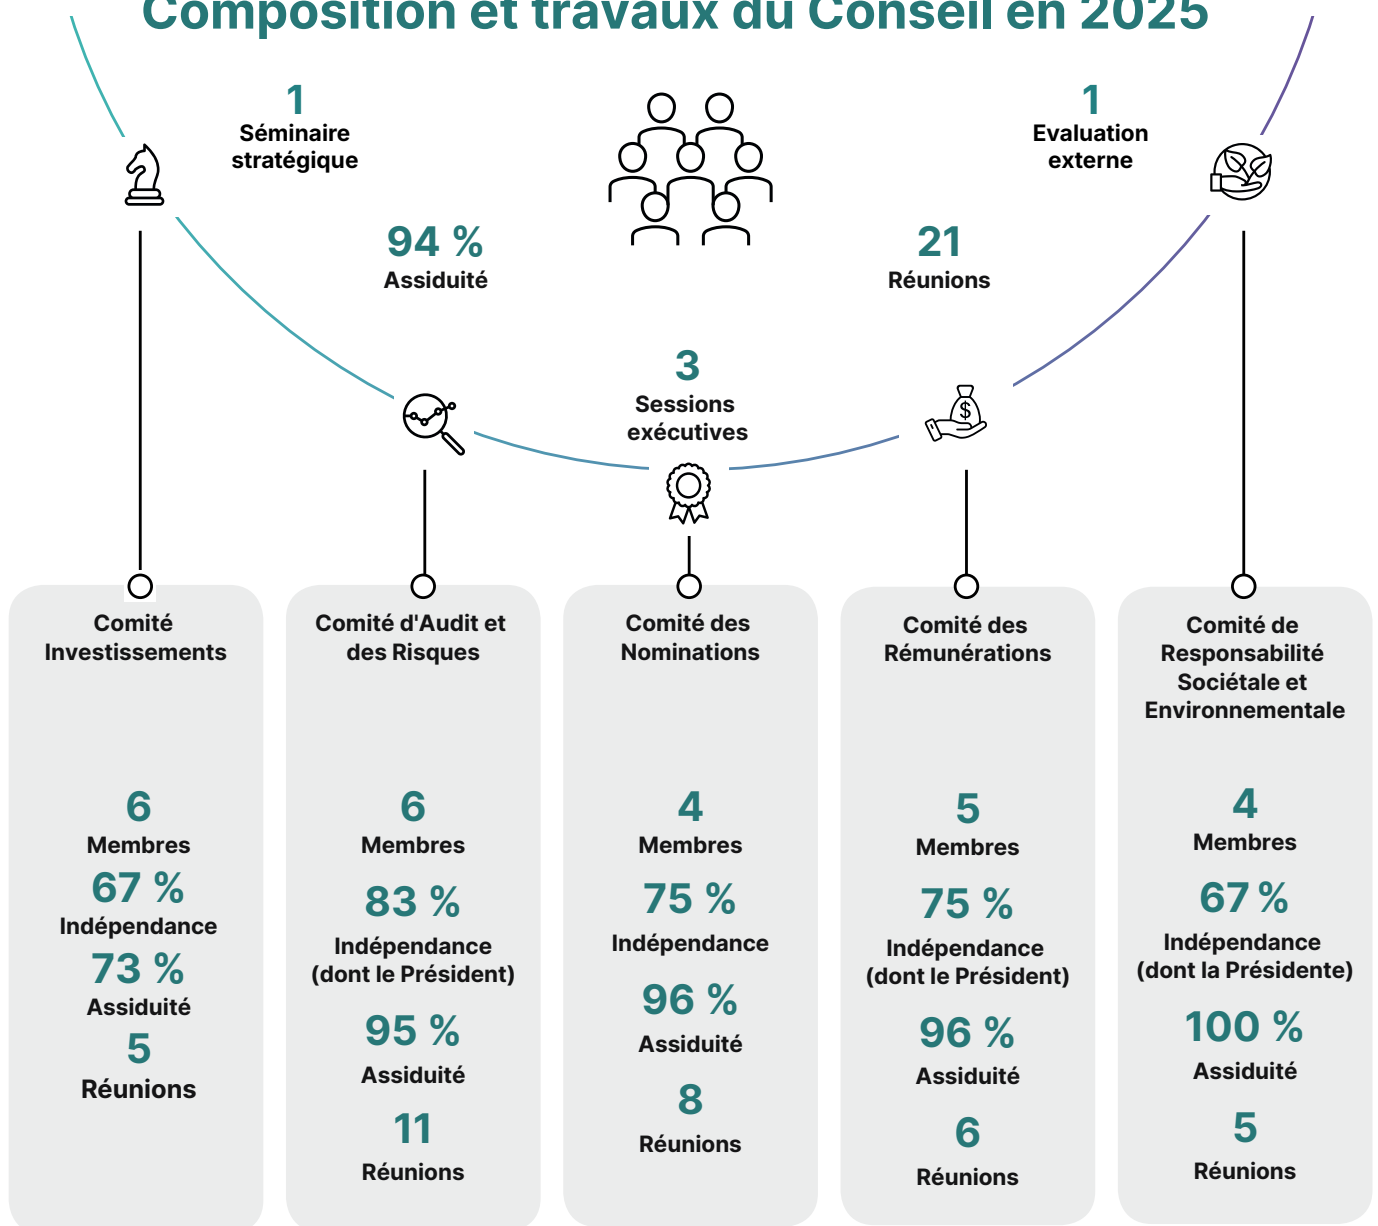 Composition et travaux du Conseil en 2025
1
Séminaire
stratégique
1
Evaluation
externe
94 %
Assiduité
21
Réunions
3
Sessions
exécutives
$
Comité
Investissements
6
Membres
67 %
Indépendance
73 %
Assiduité
5
Réunions
Comité d'Audit et
des Risques
6
Membres
83 %
Indépendance
(dont le Président)
95 %
Assiduité
11
Réunions
Comité des
Nominations
4
Membres
75 %
Indépendance
96 %
Assiduité
8
Réunions
Comité des
Rémunérations
5
Membres
75 %
Indépendance
(dont le Président)
96 %
Assiduité
6
Réunions
Comité de
Responsabilité
Sociétale et
Environnementale
4
Membres
67 %
Indépendance
(dont la Présidente)
100 %
Assiduité
5
Réunions